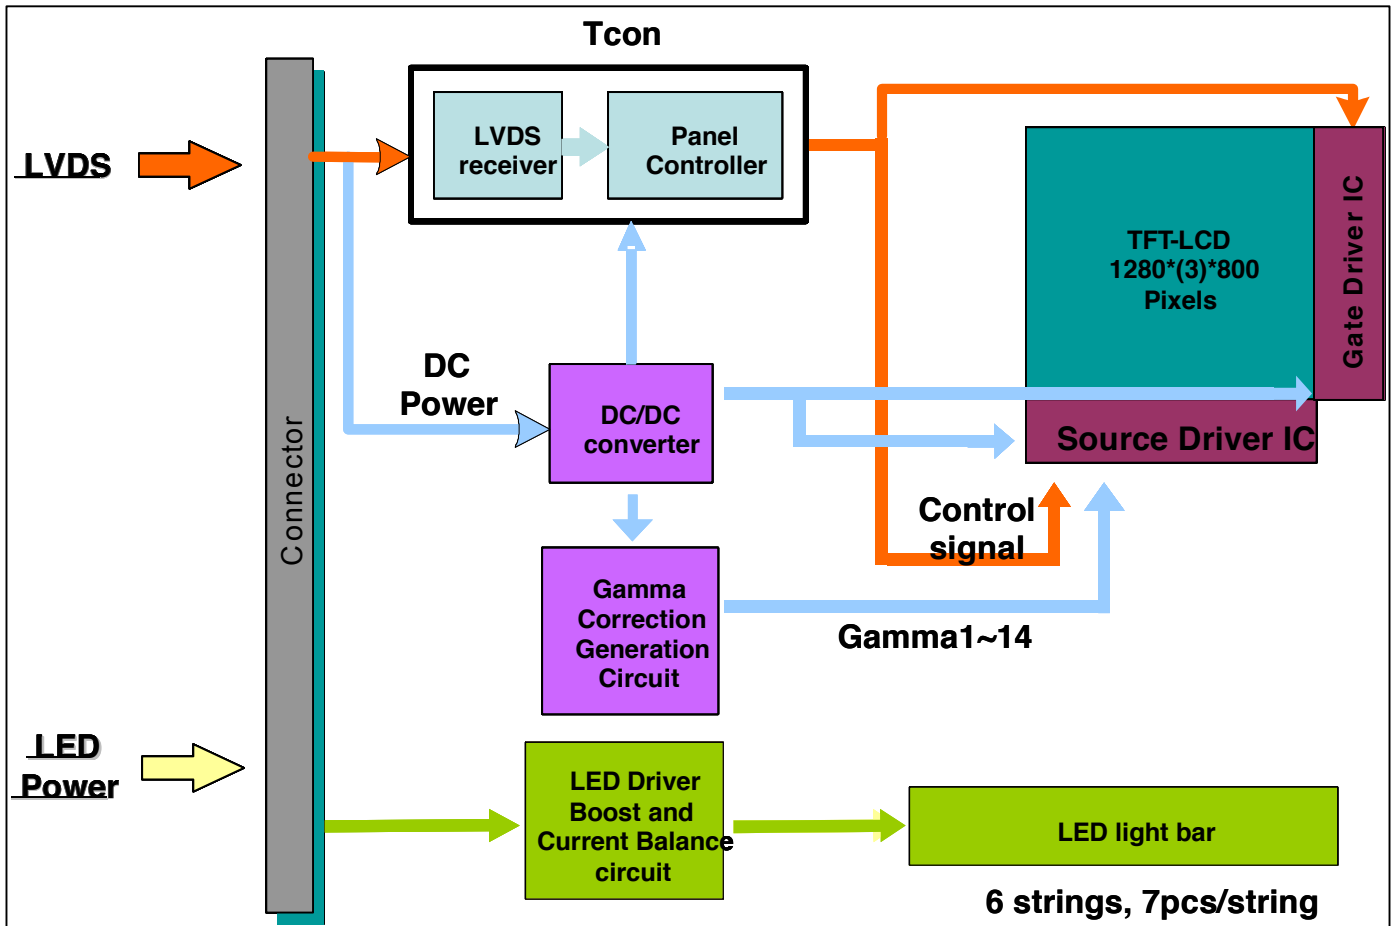 Tcon
LVDS
LVDS
receiver
Panel
Controller
TFT-LCD
1280*(3)*800
Pixels
Gate Driver IC
DC
Power
DC/DC
converter
Source Driver IC
Connector
Control
signal
Gamma
Correction
Generation
Circuit
Gamma1~14
LED
Power
LED Driver
Boost and
Current Balance
circuit
LED light bar
6 strings, 7pcs/string